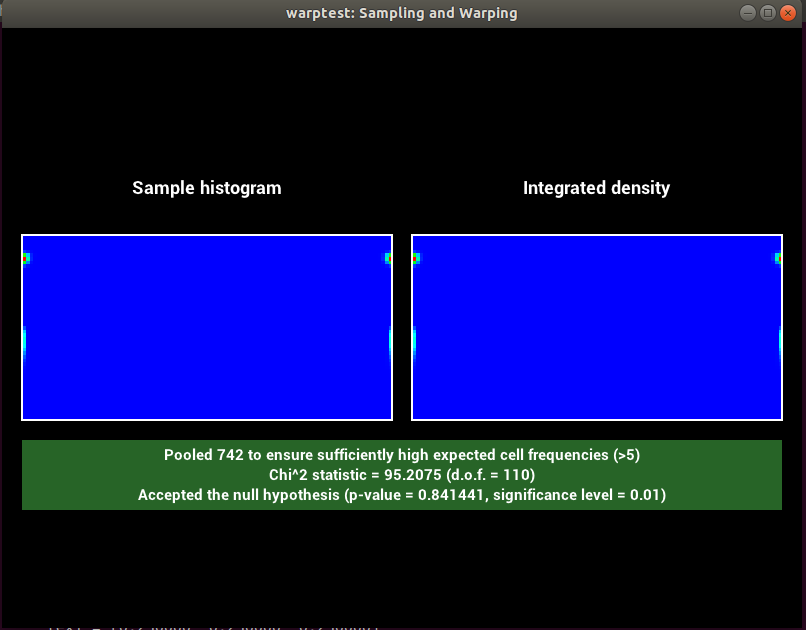 warptest: Sampling and Warping
Sample histogram
Integrated density
Pooled 742 to ensure sufficiently high expected cell frequencies (>5)
Chi^2 statistic = 95.2075 (d.o.f. = 110)
Accepted the null hypothesis (p-value = 0.841441, significance level = 0.01)